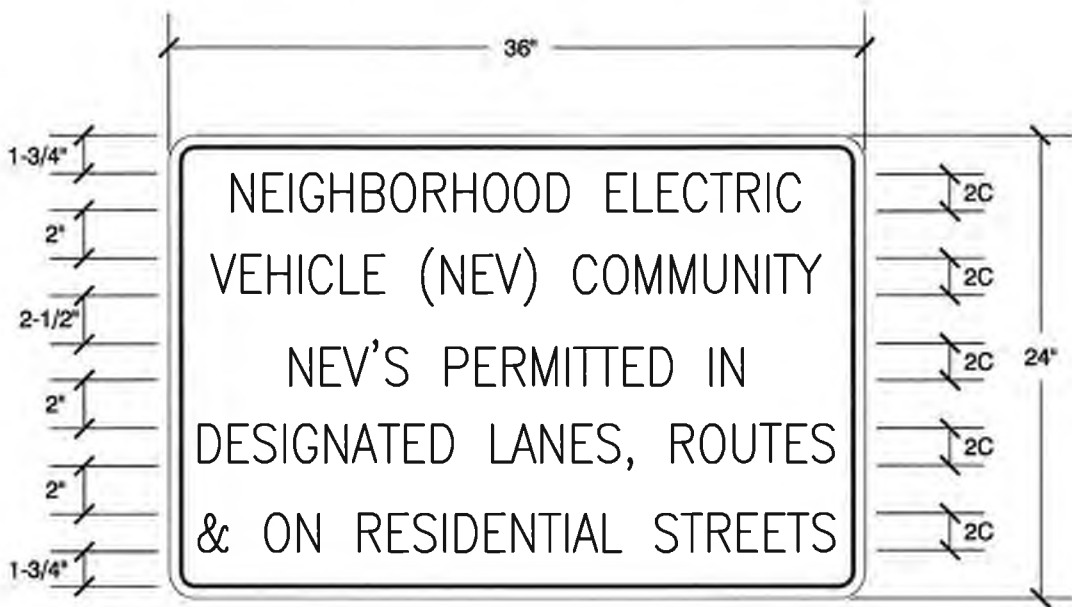 36"
1-3/4"
2"
2-1/2"
2"
2"
1-3/4"
NEIGHBORHOOD ELECTRIC
VEHICLE (NEV) COMMUNITY
NEV'S PERMITTED IN
DESIGNATED LANES, ROUTES
& ON RESIDENTIAL STREETS
2C
2C
2C
2C
2C
24"